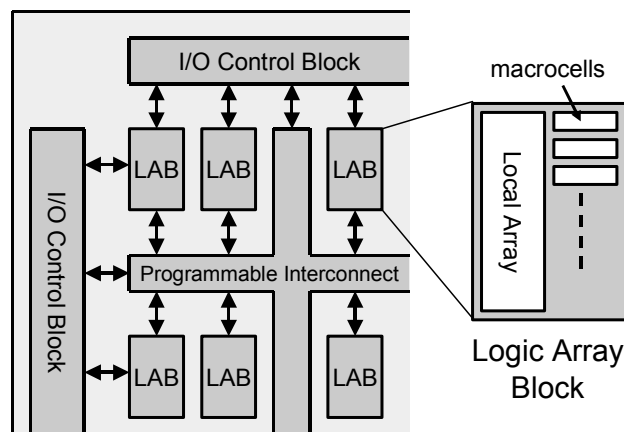 I/O Control Block
macrocells
LAB
LAB
LAB
Local Array
I/O Control Block
Programmable Interconnect
LAB
LAB
LAB
Logic Array
Block